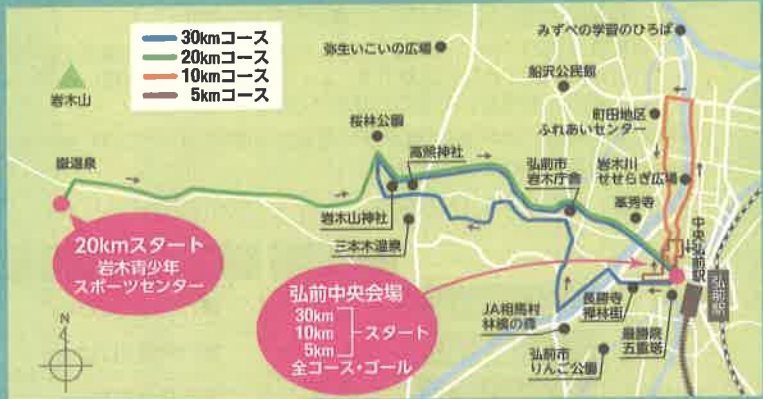 30kmコース
20kmコース
10kmコース
5kmコース
みずべの学習のひろば
弥生いこいの広場
船沢公民館
岩木山
町田地区
ふれあいセンター
桜林公園
嶽温泉
高照神社
弘前市
岩木庁舎
岩木川
せせらぎ広場
革秀寺
岩木山神社
三本木温泉
中央弘前駅
弘前駅
20kmスタート
岩木青少年
スポーツセンター
弘前中央会場
30km
10km
5km
スタート
全コース・ゴール
長勝寺
禅林街
JA相馬村
林檎の森
最勝院
五重塔
弘前市
りんご公園
N